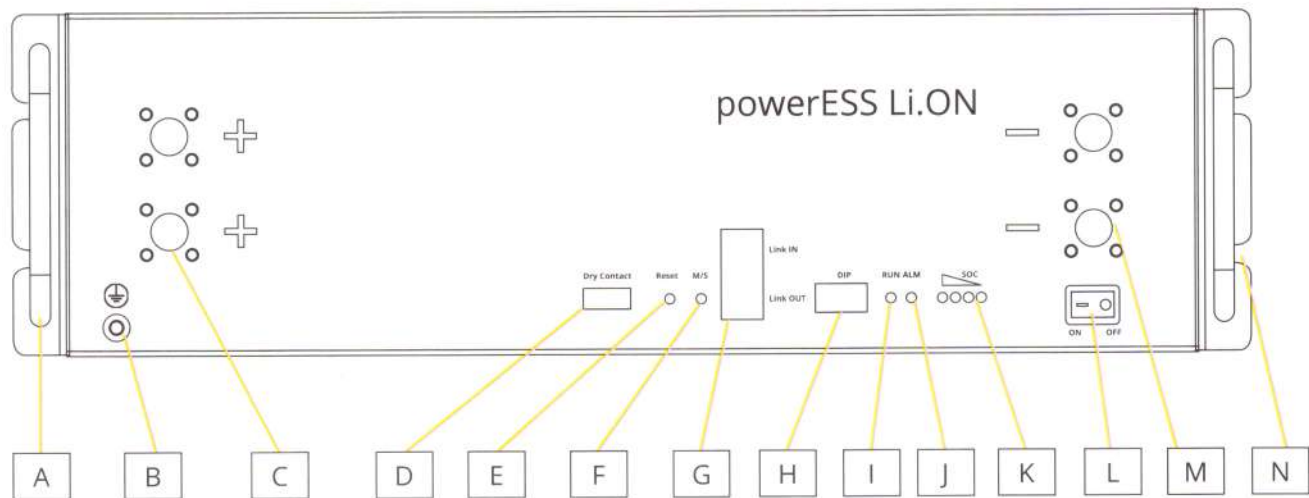 powerESS Li.ON
+
−
+
−
Link IN
Dry Contact
Reset
M/S
DIP
RUN ALM
SOC
Link OUT
ON
OFF
A
B
C
D
E
F
G
H
I
J
K
L
M
N